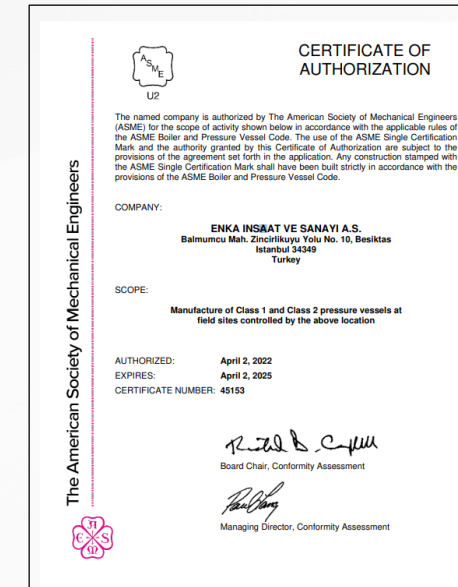 ASME
U2
CERTIFICATE OF
AUTHORIZATION
The named company is authorized by The American Society of Mechanical Engineers
(ASME) for the scope of activity shown below in accordance with the applicable rules of
the ASME Boiler and Pressure Vessel Code. The use of the ASME Single Certification
Mark and the authority granted by this Certificate of Authorization are subject to the
provisions of the agreement set forth in the application. Any construction stamped with
the ASME Single Certification Mark shall have been built strictly in accordance with the
provisions of the ASME Boiler and Pressure Vessel Code.
COMPANY:
ENKA INSAAT VE SANAYI A.S.
Balmumcu Mah. Zincirlikuyu Yolu No. 10, Besiktas
Istanbul 34349
Turkey
SCOPE:
Manufacture of Class 1 and Class 2 pressure vessels at
field sites controlled by the above location
AUTHORIZED: April 2, 2022
EXPIRES: April 2, 2025
CERTIFICATE NUMBER: 45153
Board Chair, Conformity Assessment
Managing Director, Conformity Assessment
The American Society of Mechanical Engineers